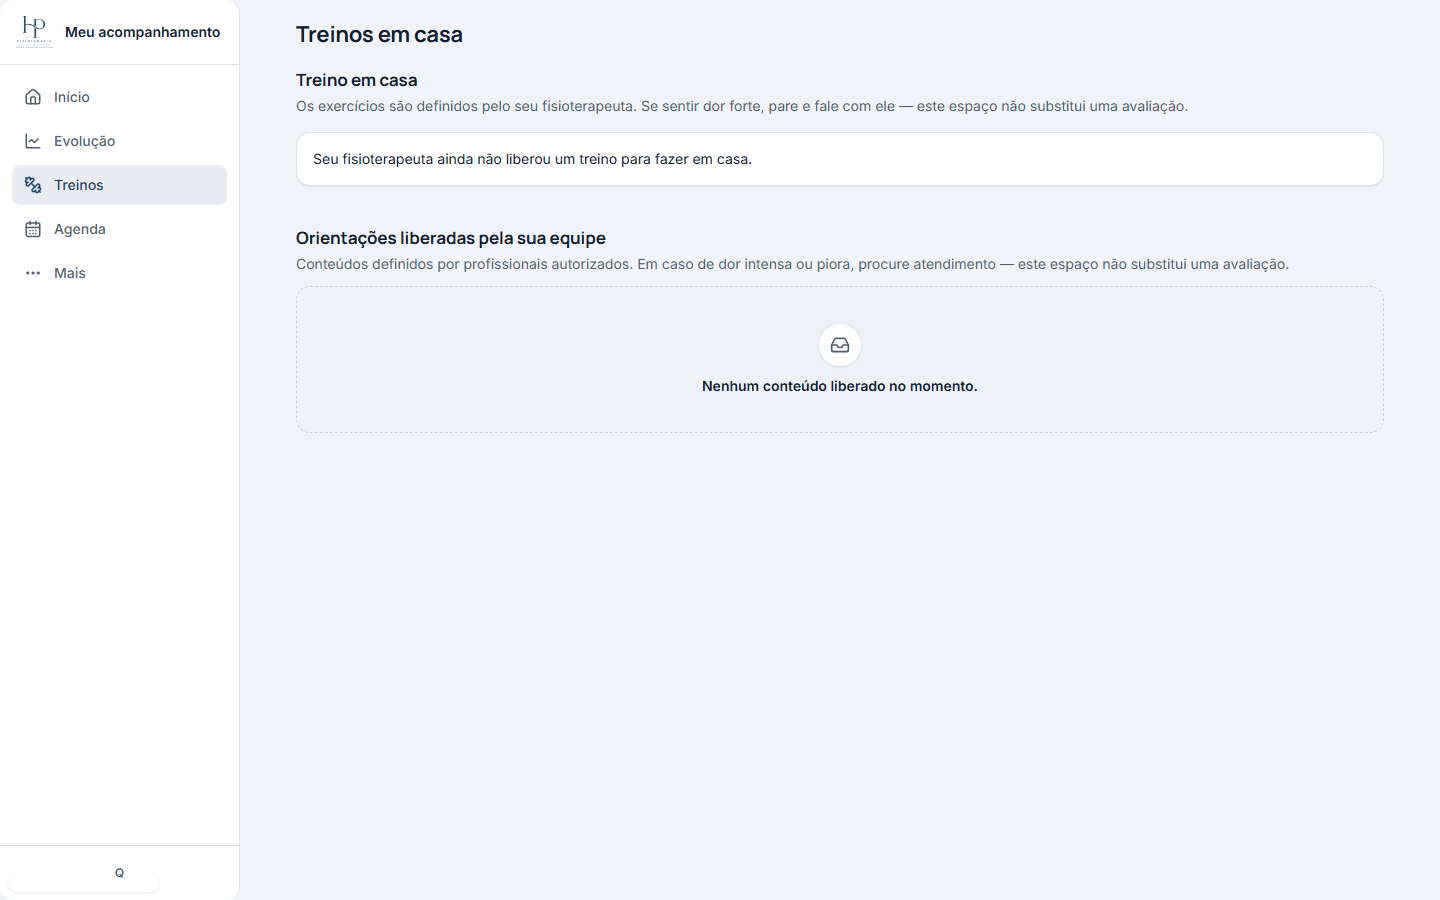 HP
FISIOTERAPIA
Meu acompanhamento
Início
Evolução
Treinos
Agenda
Mais
Q
Treinos em casa
Treino em casa
Os exercícios são definidos pelo seu fisioterapeuta. Se sentir dor forte, pare e fale com ele — este espaço não substitui uma avaliação.
Seu fisioterapeuta ainda não liberou um treino para fazer em casa.
Orientações liberadas pela sua equipe
Conteúdos definidos por profissionais autorizados. Em caso de dor intensa ou piora, procure atendimento — este espaço não substitui uma avaliação.
Nenhum conteúdo liberado no momento.